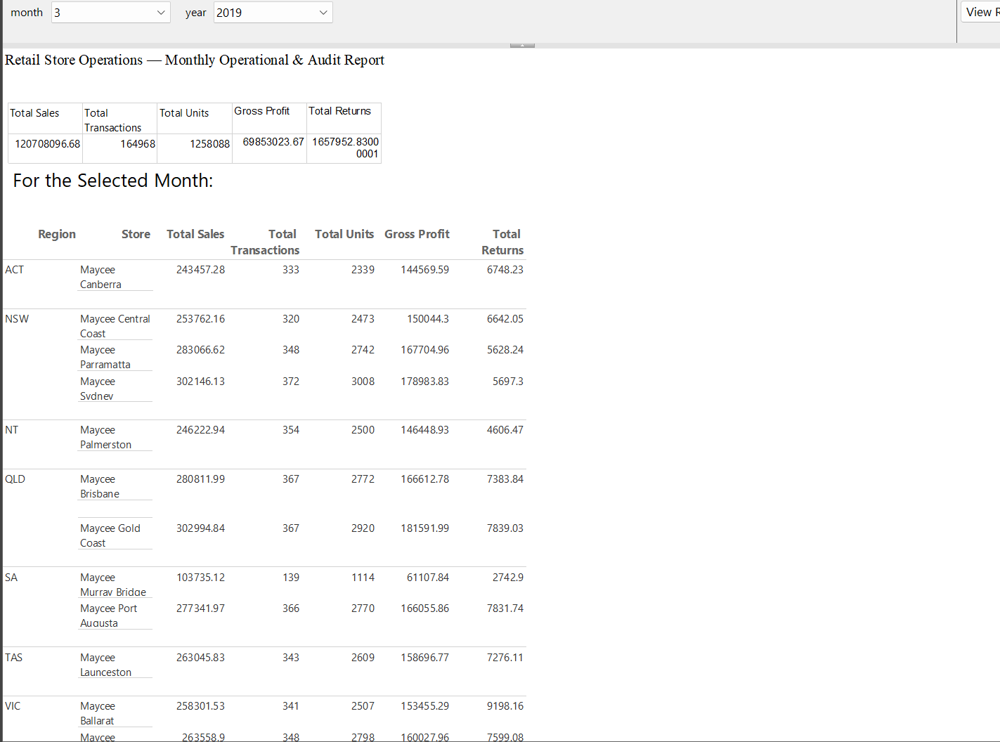 month 3 year 2019 View R
Retail Store Operations — Monthly Operational & Audit Report
Total Sales Total Transactions Total Units Gross Profit Total Returns
120708096.68 164968 1258088 69853023.67 1657952.83000001
For the Selected Month:
Region Store Total Sales Total Transactions Total Units Gross Profit Total Returns
ACT Maycee Canberra 243457.28 333 2339 144569.59 6748.23
NSW Maycee Central Coast 253762.16 320 2473 150044.3 6642.05
Maycee Parramatta 283066.62 348 2742 167704.96 5628.24
Maycee Sydney 302146.13 372 3008 178983.83 5697.3
NT Maycee Palmerston 246222.94 354 2500 146448.93 4606.47
QLD Maycee Brisbane 280811.99 367 2772 166612.78 7383.84
Maycee Gold Coast 302994.84 367 2920 181591.99 7839.03
SA Maycee Murray Bridge 103735.12 139 1114 61107.84 2742.9
Maycee Port Augusta 277341.97 366 2770 166055.86 7831.74
TAS Maycee Launceston 263045.83 343 2609 158696.77 7276.11
VIC Maycee Ballarat 258301.53 341 2507 153455.29 9198.16
Maycee 263558.9 348 2798 160027.96 7599.08